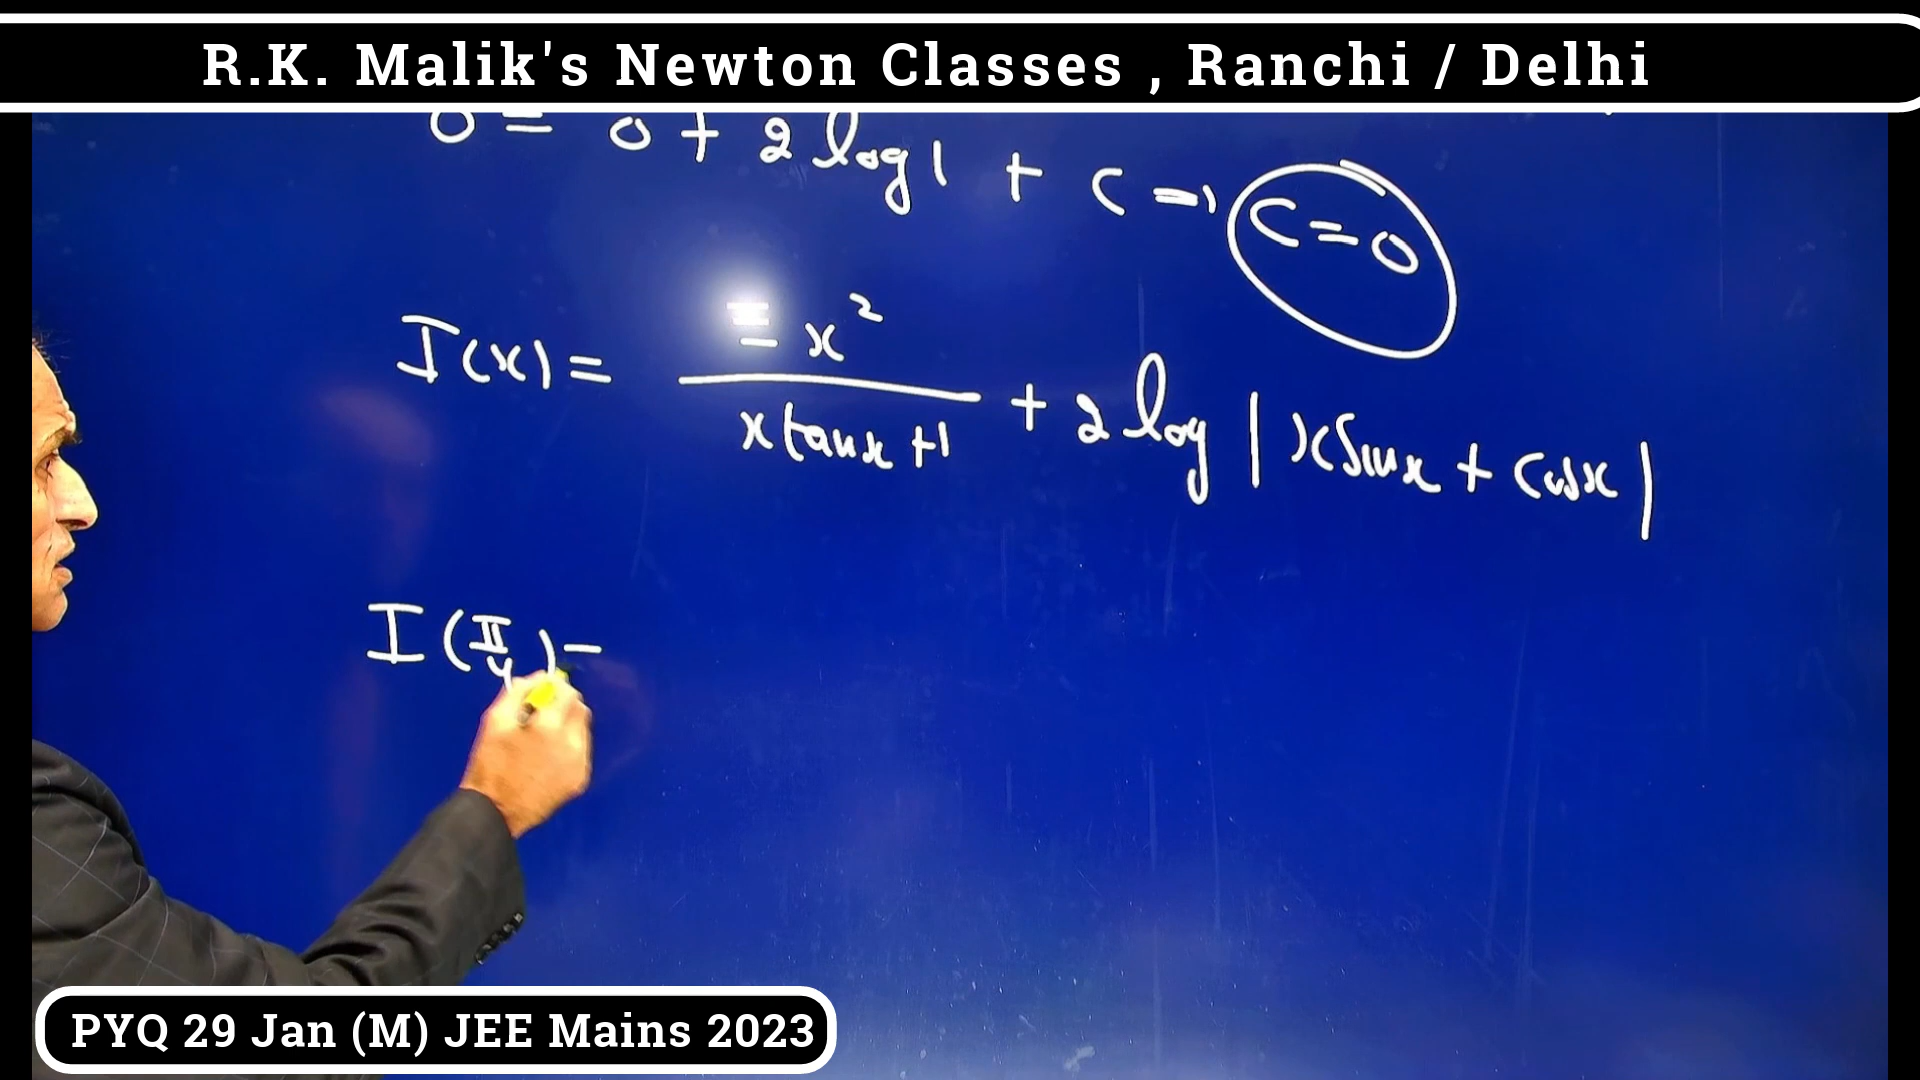 R.K. Malik's Newton Classes , Ranchi / Delhi
0 = 0 + 2 log 1 + C ⇒ C = 0
I(x) = - x² / (x tan x + 1) + 2 log | x sin x + cos x |
I (π/4) -
PYQ 29 Jan (M) JEE Mains 2023